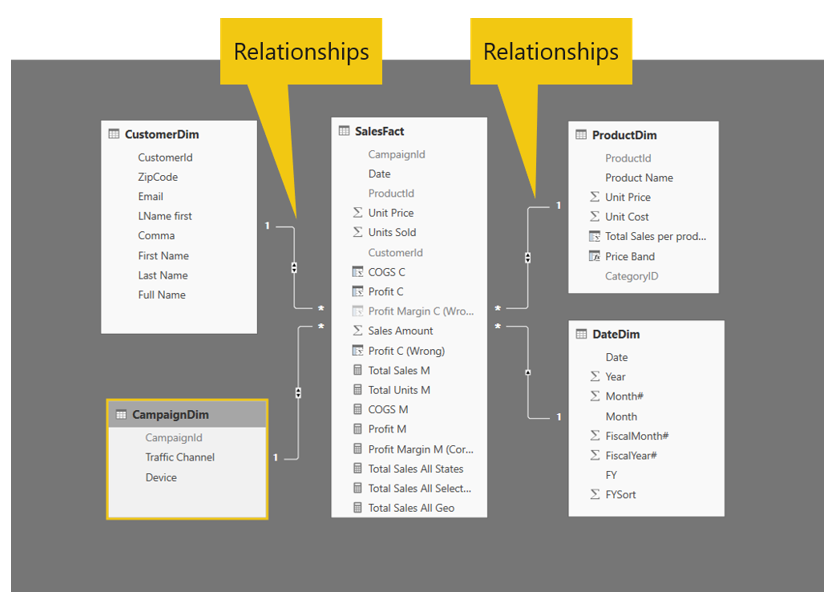 Relationships
Relationships
CustomerDim
CustomerId
ZipCode
Email
LName first
Comma
First Name
Last Name
Full Name
1
*
SalesFact
CampaignId
Date
ProductId
Σ Unit Price
Σ Units Sold
CustomerId
COGS C
Profit C
Profit Margin C (Wro...
Σ Sales Amount
Profit C (Wrong)
Total Sales M
Total Units M
COGS M
Profit M
Profit Margin M (Cor...
Total Sales All States
Total Sales All Select...
Total Sales All Geo
ProductDim
ProductId
Product Name
Σ Unit Price
Σ Unit Cost
Total Sales per prod...
Price Band
CategoryID
1
*
CampaignDim
CampaignId
Traffic Channel
Device
1
*
DateDim
Date
Σ Year
Σ Month#
Month
Σ FiscalMonth#
Σ FiscalYear#
FY
Σ FYSort
1
*